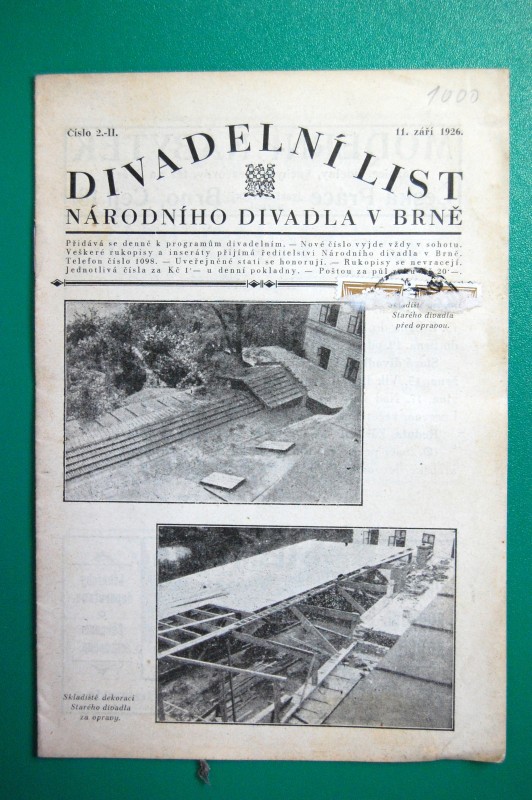 1000
Číslo 2.-II. 11. září 1926.
DIVADELNÍ LIST
NÁRODNÍHO DIVADLA V BRNĚ
Přidává se denně k programům divadelním. — Nové číslo vyjde vždy v sobotu.
Veškeré rukopisy a inseráty přijímá ředitelství Národního divadla v Brně.
Telefon číslo 1098. — Uveřejněné stati se honorují. — Rukopisy se nevracejí.
Jednotlivá čísla za Kč 1·— u denní pokladny. — Poštou za půl 20·—.
Starého divadla
před opravou.
Skladiště dekorací
Starého divadla
za opravy.